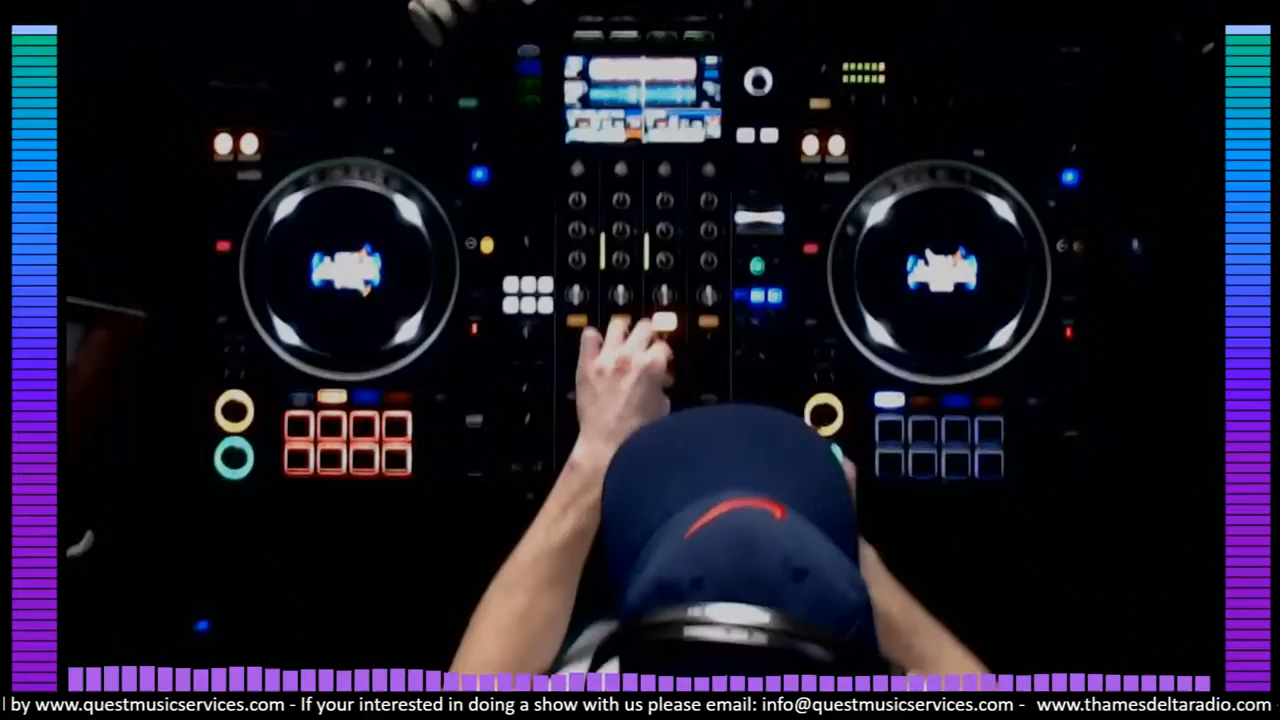 l by www.questmusicservices.com - If your interested in doing a show with us please email: info@questmusicservices.com -  www.thamesdeltaradio.com